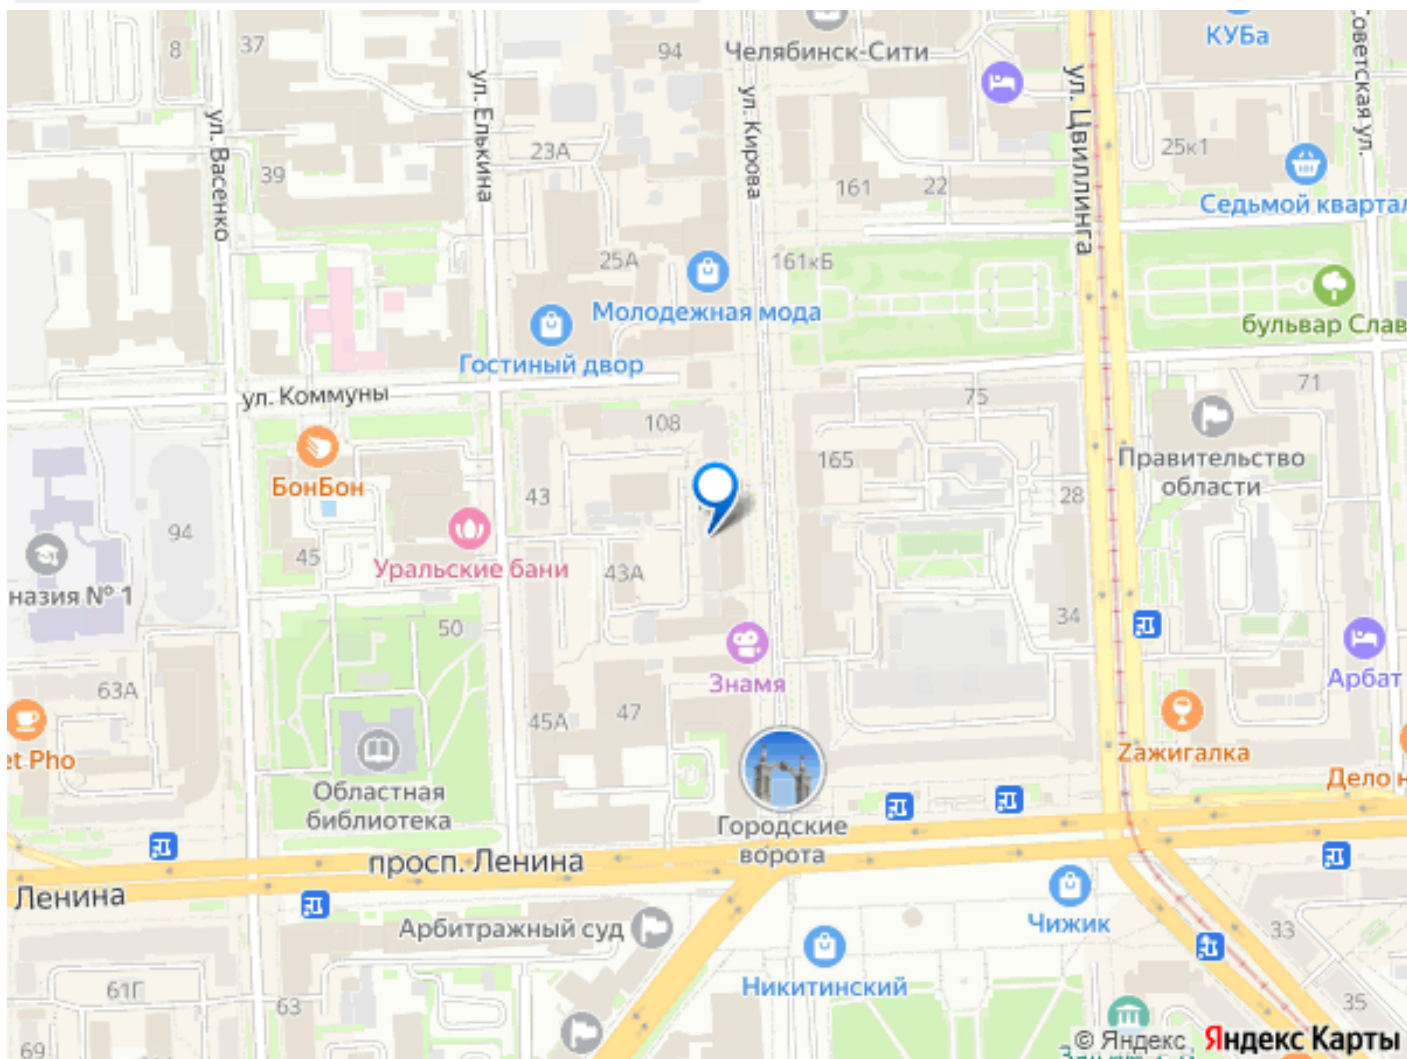 8
37
94
Челябинск-Сити
КУБа
Советская ул.
ул. Васенко
ул. Елькина
ул. Кирова
ул. Цвиллинга
39
23А
161
22
25к1
Седьмой квартал
25А
161кБ
Молодежная мода
Гостиный двор
бульвар Слав
ул. Коммуны
108
75
71
БонБон
43
165
28
Правительство
области
94
45
Уральские бани
43А
назия № 1
50
34
63А
Знамя
45А
47
Арбат
et Pho
Областная
библиотека
Zажигалка
Дело н
Городские
ворота
просп. Ленина
Ленина
Арбитражный суд
Чижик
Никитинский
33
61Г
63
35
69
© Яндекс
Яндекс Карты